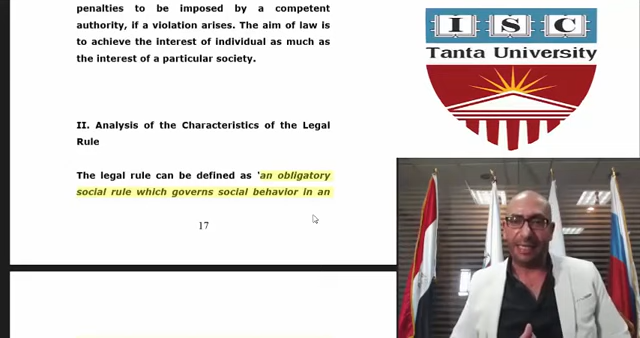 penalties to be imposed by a competent
authority, if a violation arises. The aim of law is
to achieve the interest of individual as much as
the interest of a particular society.
II. Analysis of the Characteristics of the Legal
Rule
The legal rule can be defined as 'an obligatory
social rule which governs social behavior in an
17
I S C
Tanta University